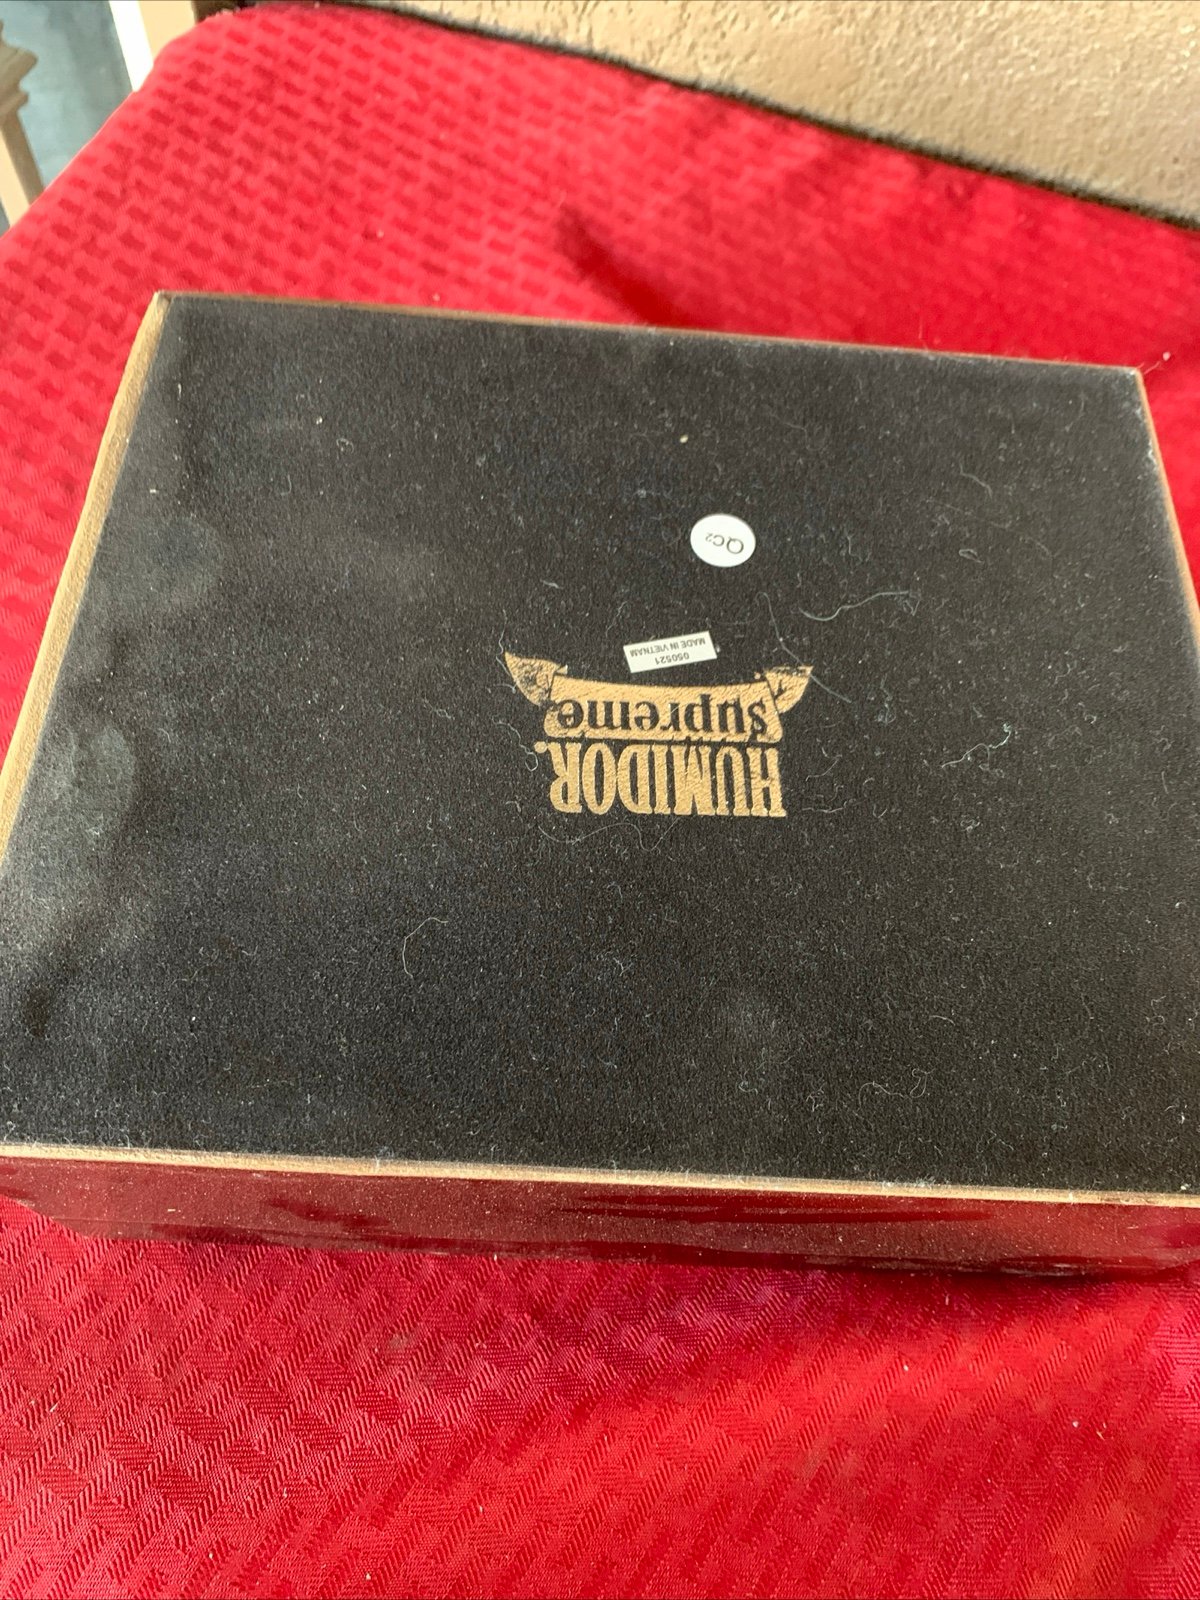 HUMIDOR.
supreme
050521
MADE IN VIETNAM
QC2